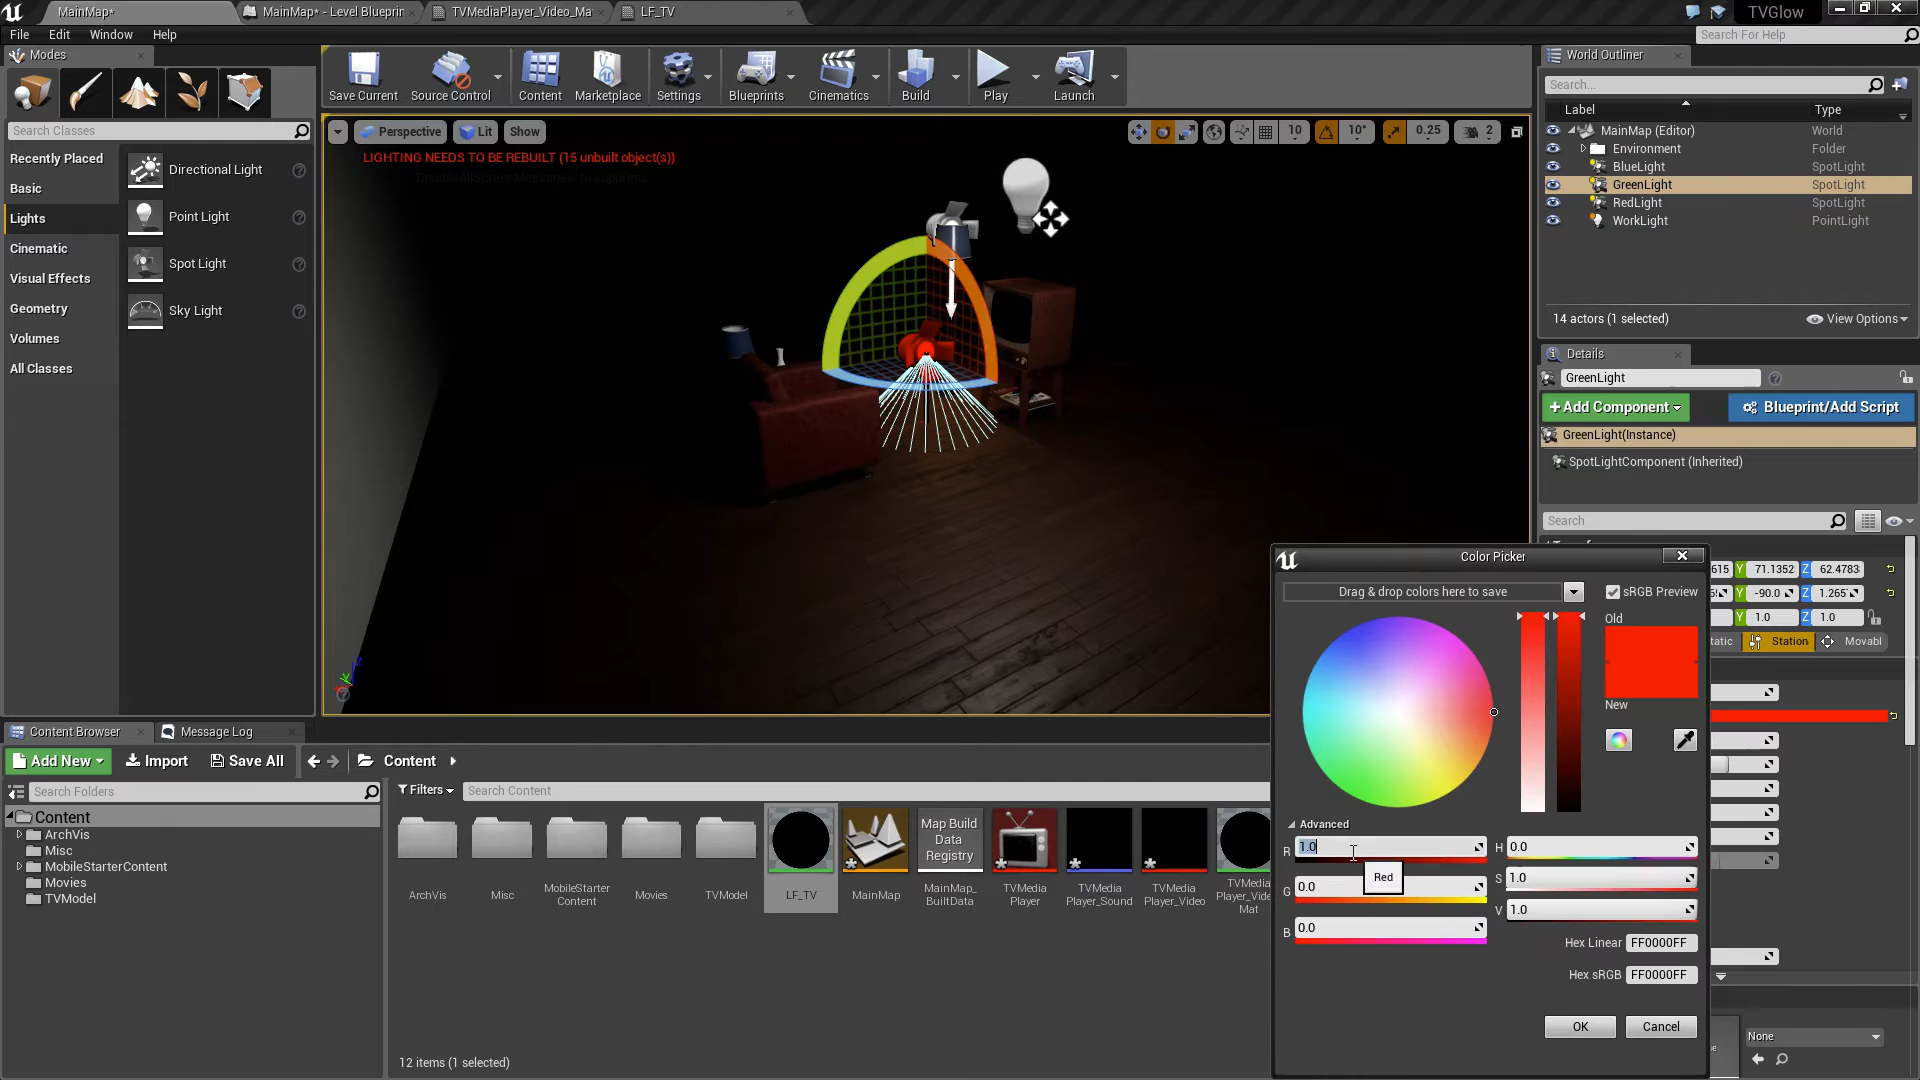 MainMap*
MainMap* - Level Blueprint
TVMediaPlayer_Video_Ma
LF_TV
TVGlow
File Edit Window Help
Search For Help
Modes
Save Current
Source Control
Content
Marketplace
Settings
Blueprints
Cinematics
Build
Play
Launch
Search Classes
Recently Placed
Basic
Lights
Cinematic
Visual Effects
Geometry
Volumes
All Classes
Directional Light
Point Light
Spot Light
Sky Light
Perspective
Lit
Show
10
10°
0.25
2
LIGHTING NEEDS TO BE REBUILT (15 unbuilt object(s))
'DisableAllScreenMessages' to suppress
World Outliner
Search...
Label Type
MainMap (Editor) World
Environment Folder
BlueLight SpotLight
GreenLight SpotLight
RedLight SpotLight
WorkLight PointLight
14 actors (1 selected)
View Options
Details
GreenLight
+Add Component
Blueprint/Add Script
GreenLight(Instance)
SpotLightComponent (Inherited)
Search
615 Y 71.1352 Z 62.4783
-90.0 1.265
Y 1.0 Z 1.0
tatic Station Movabl
None
Color Picker
Drag & drop colors here to save
sRGB Preview
Old
New
Advanced
R 1.0
H 0.0
Red
G 0.0
S 1.0
B 0.0
V 1.0
Hex Linear FF0000FF
Hex sRGB FF0000FF
OK
Cancel
Content Browser
Message Log
Add New
Import
Save All
Content
Search Folders
Filters
Search Content
Content
ArchVis
Misc
MobileStarterContent
Movies
TVModel
ArchVis
Misc
MobileStarter
Content
Movies
TVModel
LF_TV
MainMap
Map Build
Data
Registry
MainMap_
BuiltData
TVMedia
Player
TVMedia
Player_Sound
TVMedia
Player_Video
TVMedia
Player_Video
Mat
12 items (1 selected)